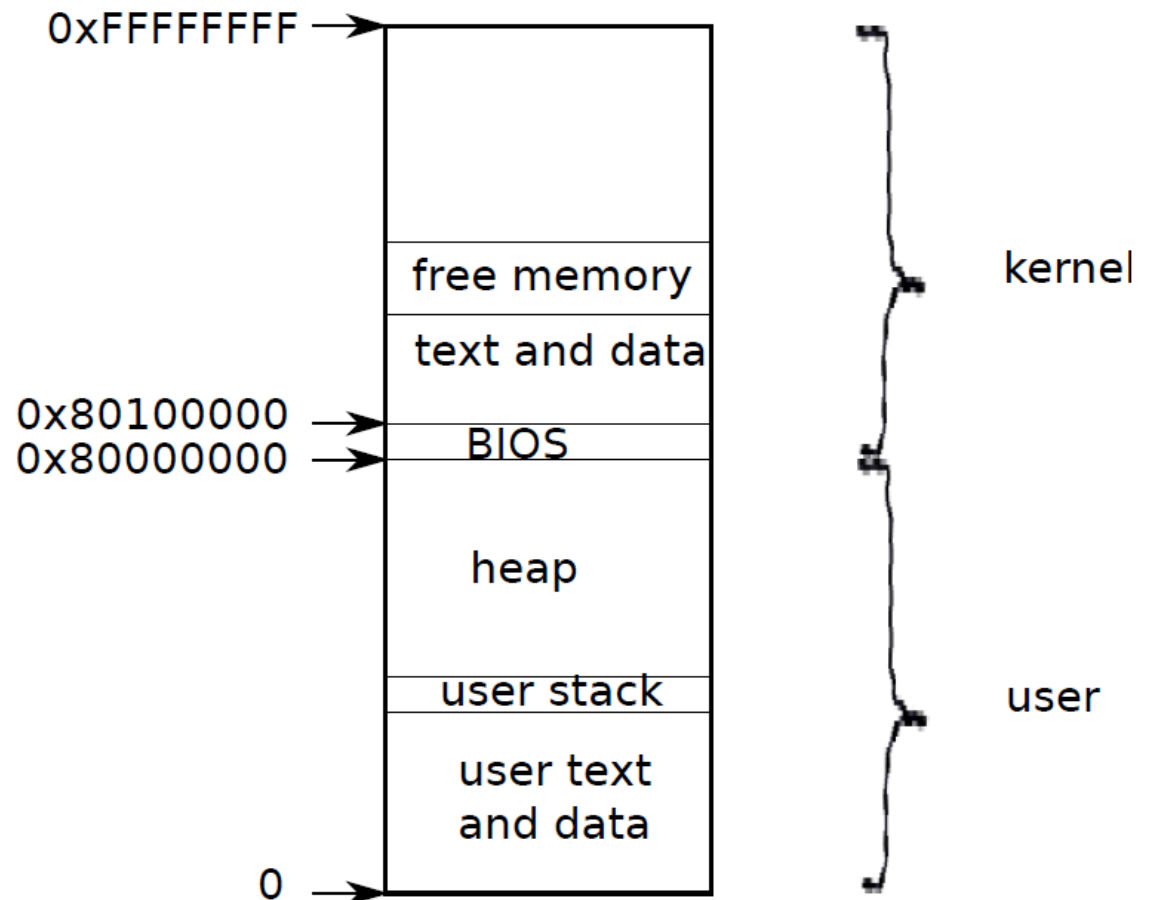 0xFFFFFFFF
free memory
kernel
text and data
0x80100000
BIOS
0x80000000
heap
user stack
user
user text
and data
0